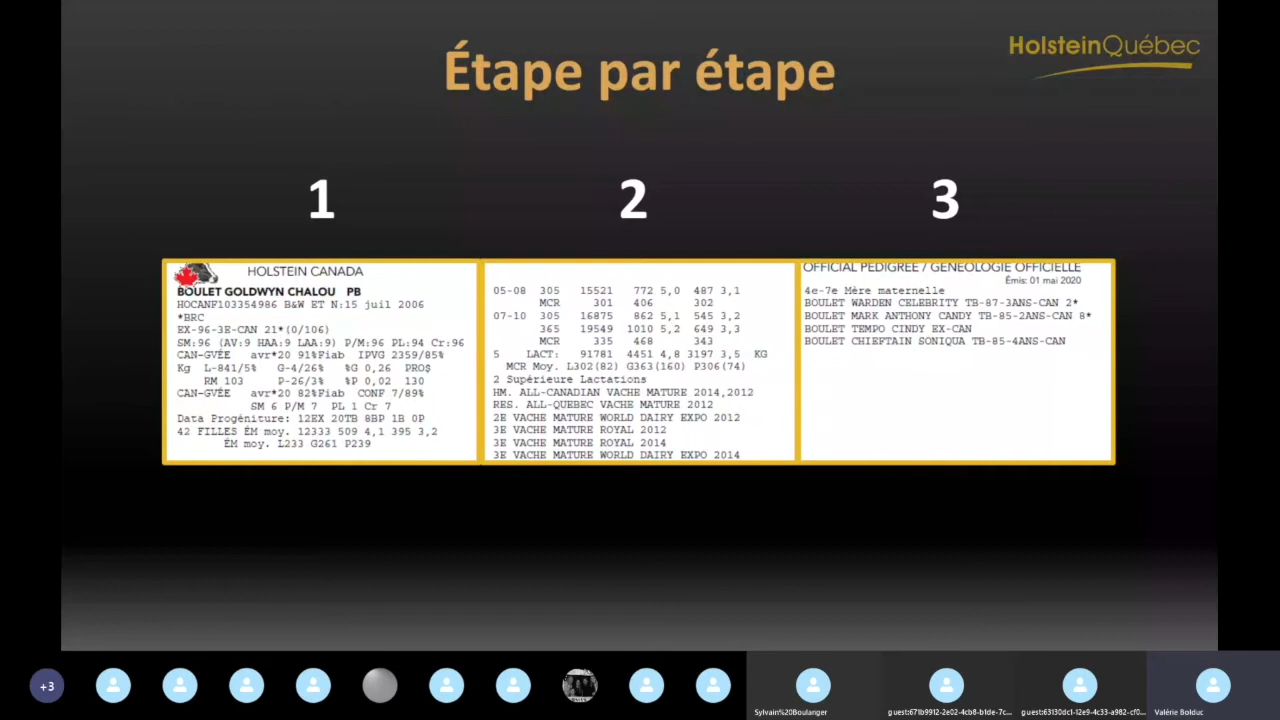 Étape par étape
HolsteinQuébec
1
2
3
HOLSTEIN CANADA
BOULET GOLDWYN CHALOU PB
HOCANF103354986 B&W ET N:15 juil 2006
*BRC
EX-96-3E-CAN 21*(0/106)
SM:96 (AV:9 HAA:9 LAA:9) P/M:96 PL:94 Cr:96
CAN-GVÉE avr*20 91%Fiab IPVG 2359/85%
Kg L-841/5% G-4/26% %G 0,26 PRO$
RM 103 P-26/3% %P 0,02 130
CAN-GVÉE avr*20 82%Fiab CONF 7/89%
SM 6 P/M 7 PL 1 Cr 7
Data Progéniture: 12EX 20TB 8BP 1B 0P
42 FILLES ÉM moy. 12333 509 4,1 395 3,2
ÉM moy. L233 G261 P239
05-08 305 15521 772 5,0 487 3,1
MCR 301 406 302
07-10 305 16875 862 5,1 545 3,2
365 19549 1010 5,2 649 3,3
MCR 335 468 343
5 LACT: 91781 4451 4,8 3197 3,5 KG
MCR Moy. L302(82) G363(160) P306(74)
2 Supérieure Lactations
HM. ALL-CANADIAN VACHE MATURE 2014,2012
RES. ALL-QUEBEC VACHE MATURE 2012
2E VACHE MATURE WORLD DAIRY EXPO 2012
3E VACHE MATURE ROYAL 2012
3E VACHE MATURE ROYAL 2014
3E VACHE MATURE WORLD DAIRY EXPO 2014
OFFICIAL PEDIGREE / GÉNÉOLOGIE OFFICIELLE
Émis: 01 mai 2020
4e-7e Mère maternelle
BOULET WARDEN CELEBRITY TB-87-3ANS-CAN 2*
BOULET MARK ANTHONY CANDY TB-85-2ANS-CAN 8*
BOULET TEMPO CINDY EX-CAN
BOULET CHIEFTAIN SONIQUA TB-85-4ANS-CAN
+3
Sylvain%20Boulanger
guest:671b9912-2e02-4cb8-b1de-7c...
guest:63130dc1-12e9-4c33-a982-cf0...
Valérie Bolduc